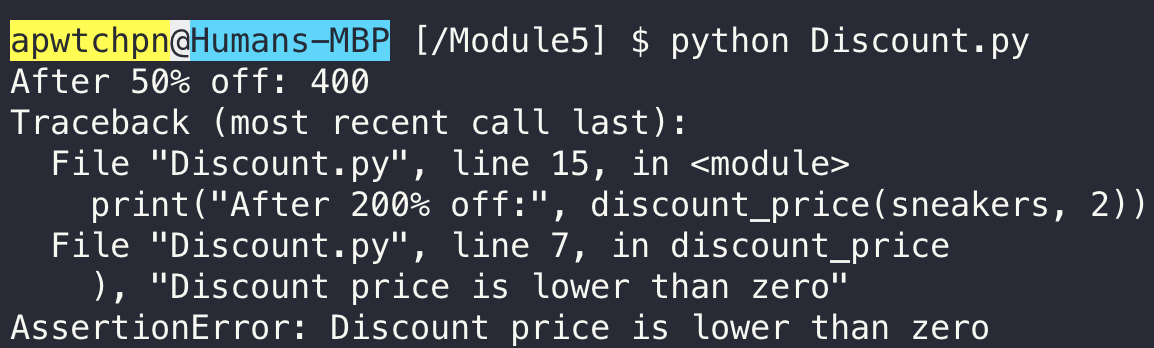 apwtchpn@Humans-MBP [/Module5] $ python Discount.py
After 50% off: 400
Traceback (most recent call last):
  File "Discount.py", line 15, in <module>
    print("After 200% off:", discount_price(sneakers, 2))
  File "Discount.py", line 7, in discount_price
    ), "Discount price is lower than zero"
AssertionError: Discount price is lower than zero